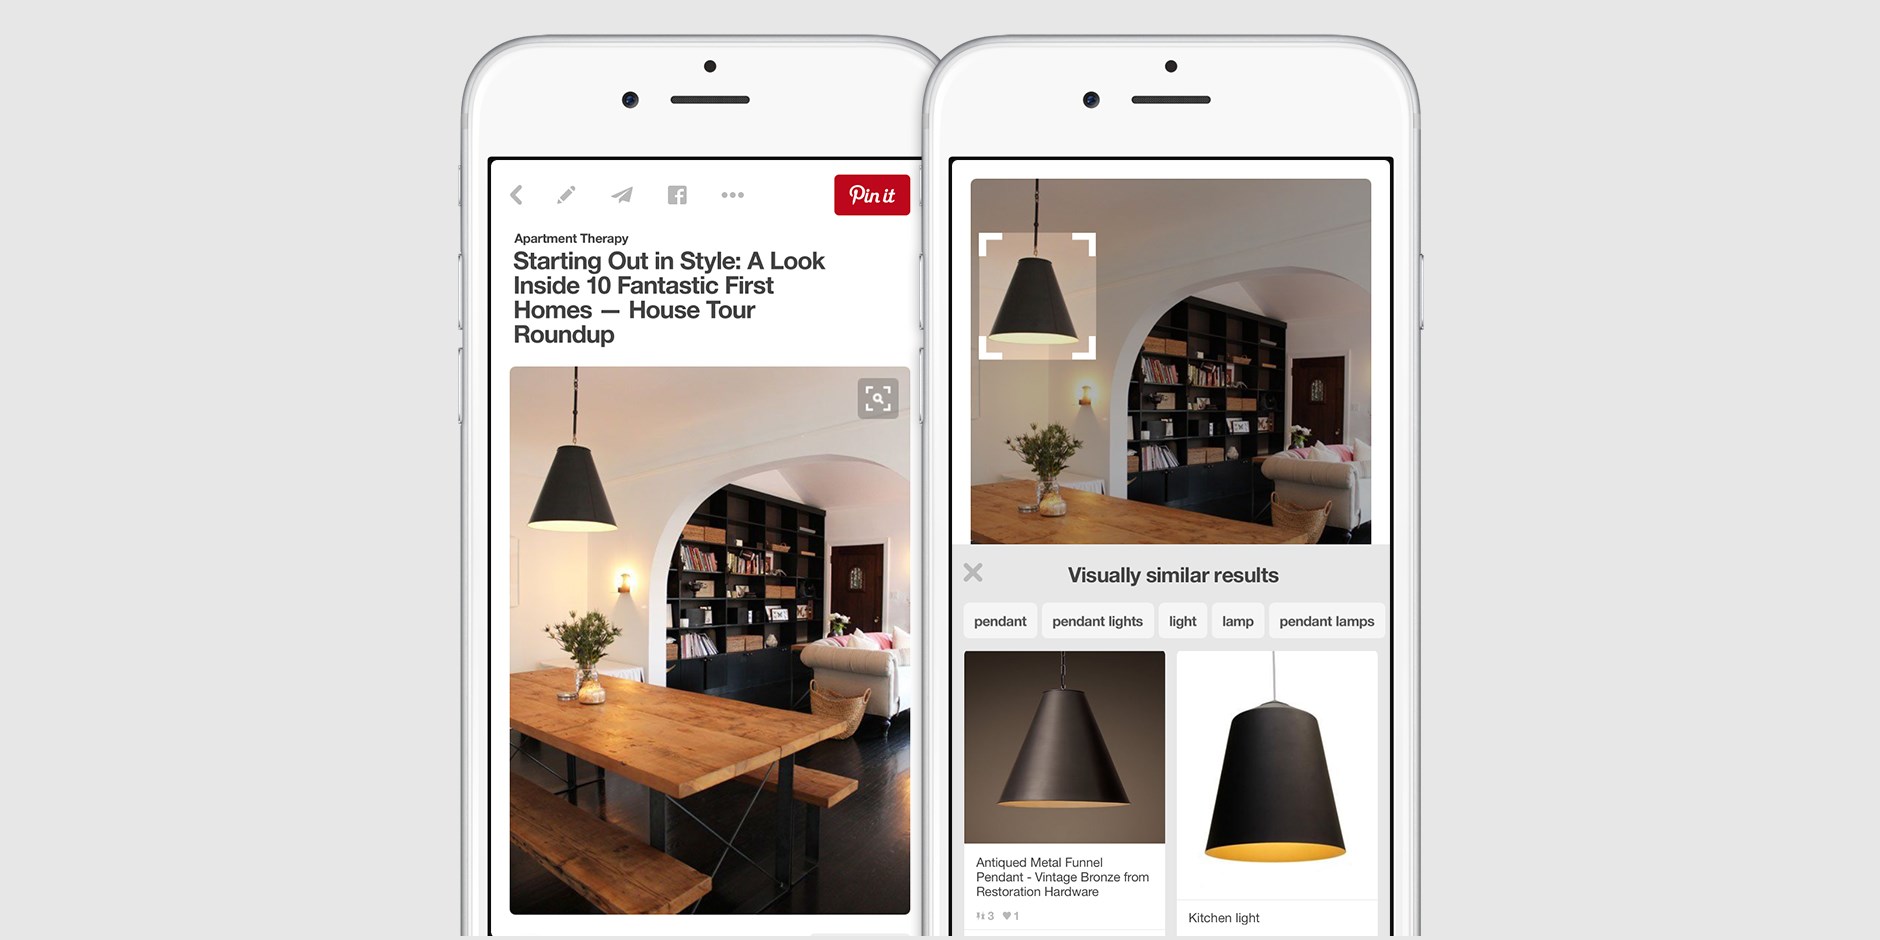 Pin it
Apartment Therapy
Starting Out in Style: A Look
Inside 10 Fantastic First
Homes — House Tour
Roundup
Visually similar results
pendant
pendant lights
light
lamp
pendant lamps
Antiqued Metal Funnel
Pendant - Vintage Bronze from
Restoration Hardware
3
1
Kitchen light